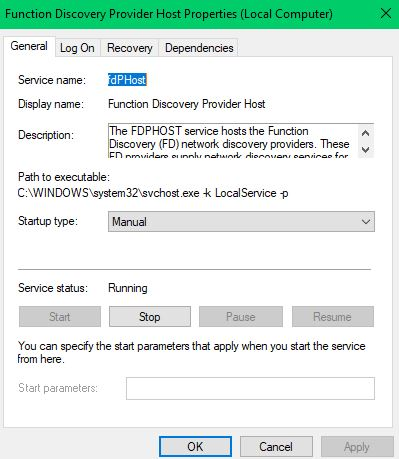 Function Discovery Provider Host Properties (Local Computer)
General Log On Recovery Dependencies
Service name: fdPHost
Display name: Function Discovery Provider Host
Description: The FDPHOST service hosts the Function
Discovery (FD) network discovery providers. These
FD providers supply network discovery services for
Path to executable:
C:\WINDOWS\system32\svchost.exe -k LocalService -p
Startup type: Manual
Service status: Running
Start Stop Pause Resume
You can specify the start parameters that apply when you start the service
from here.
Start parameters:
OK Cancel Apply